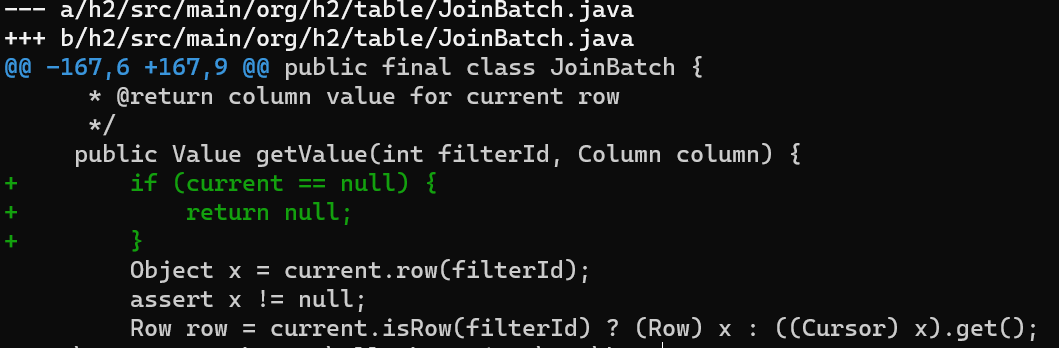 --- a/h2/src/main/org/h2/table/JoinBatch.java
+++ b/h2/src/main/org/h2/table/JoinBatch.java
@@ -167,6 +167,9 @@ public final class JoinBatch {
      * @return column value for current row
      */
     public Value getValue(int filterId, Column column) {
+        if (current == null) {
+            return null;
+        }
         Object x = current.row(filterId);
         assert x != null;
         Row row = current.isRow(filterId) ? (Row) x : ((Cursor) x).get();